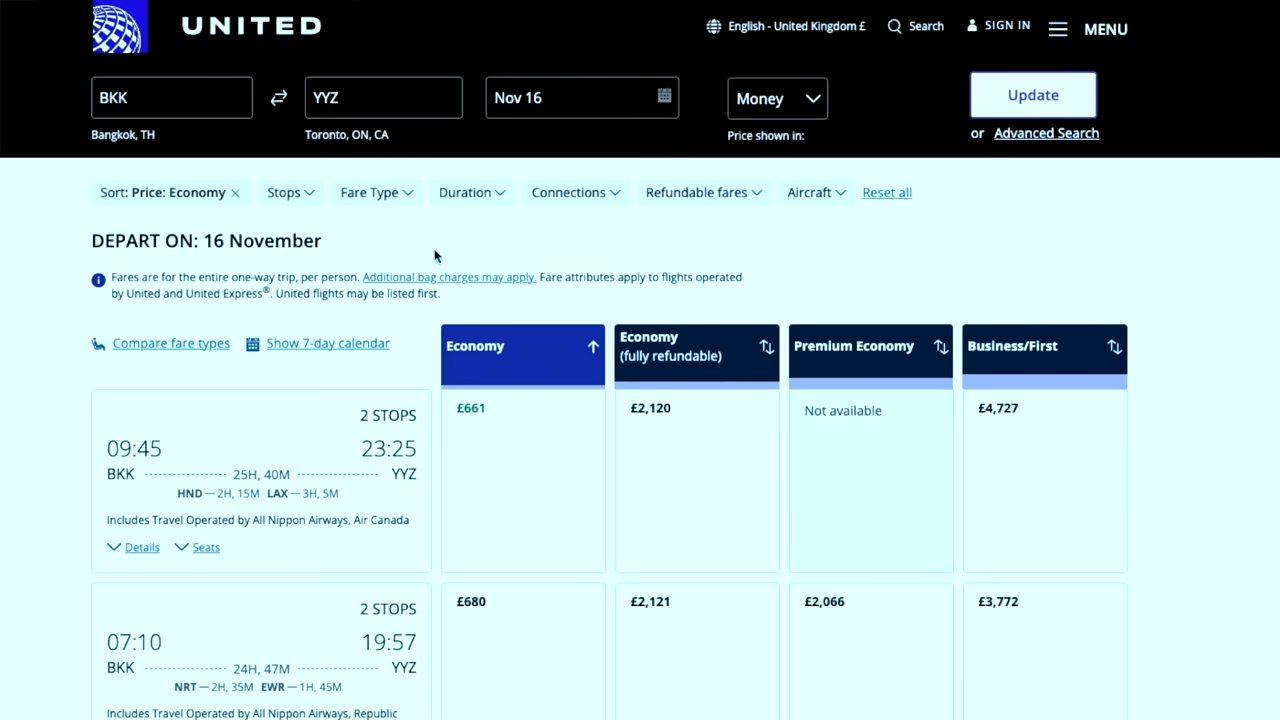 UNITED
English - United Kingdom £
Search
SIGN IN
MENU
BKK
YYZ
Nov 16
Money
Update
Bangkok, TH
Toronto, ON, CA
Price shown in:
or Advanced Search
Sort: Price: Economy
Stops
Fare Type
Duration
Connections
Refundable fares
Aircraft
Reset all
DEPART ON: 16 November
Fares are for the entire one-way trip, per person. Additional bag charges may apply. Fare attributes apply to flights operated
by United and United Express®. United flights may be listed first.
Compare fare types
Show 7-day calendar
Economy
Economy
(fully refundable)
Premium Economy
Business/First
2 STOPS
09:45 23:25
BKK 25H, 40M YYZ
HND — 2H, 15M LAX — 3H, 5M
Includes Travel Operated by All Nippon Airways, Air Canada
Details Seats
£661
£2,120
Not available
£4,727
2 STOPS
07:10 19:57
BKK 24H, 47M YYZ
NRT — 2H, 35M EWR — 1H, 45M
Includes Travel Operated by All Nippon Airways, Republic
£680
£2,121
£2,066
£3,772